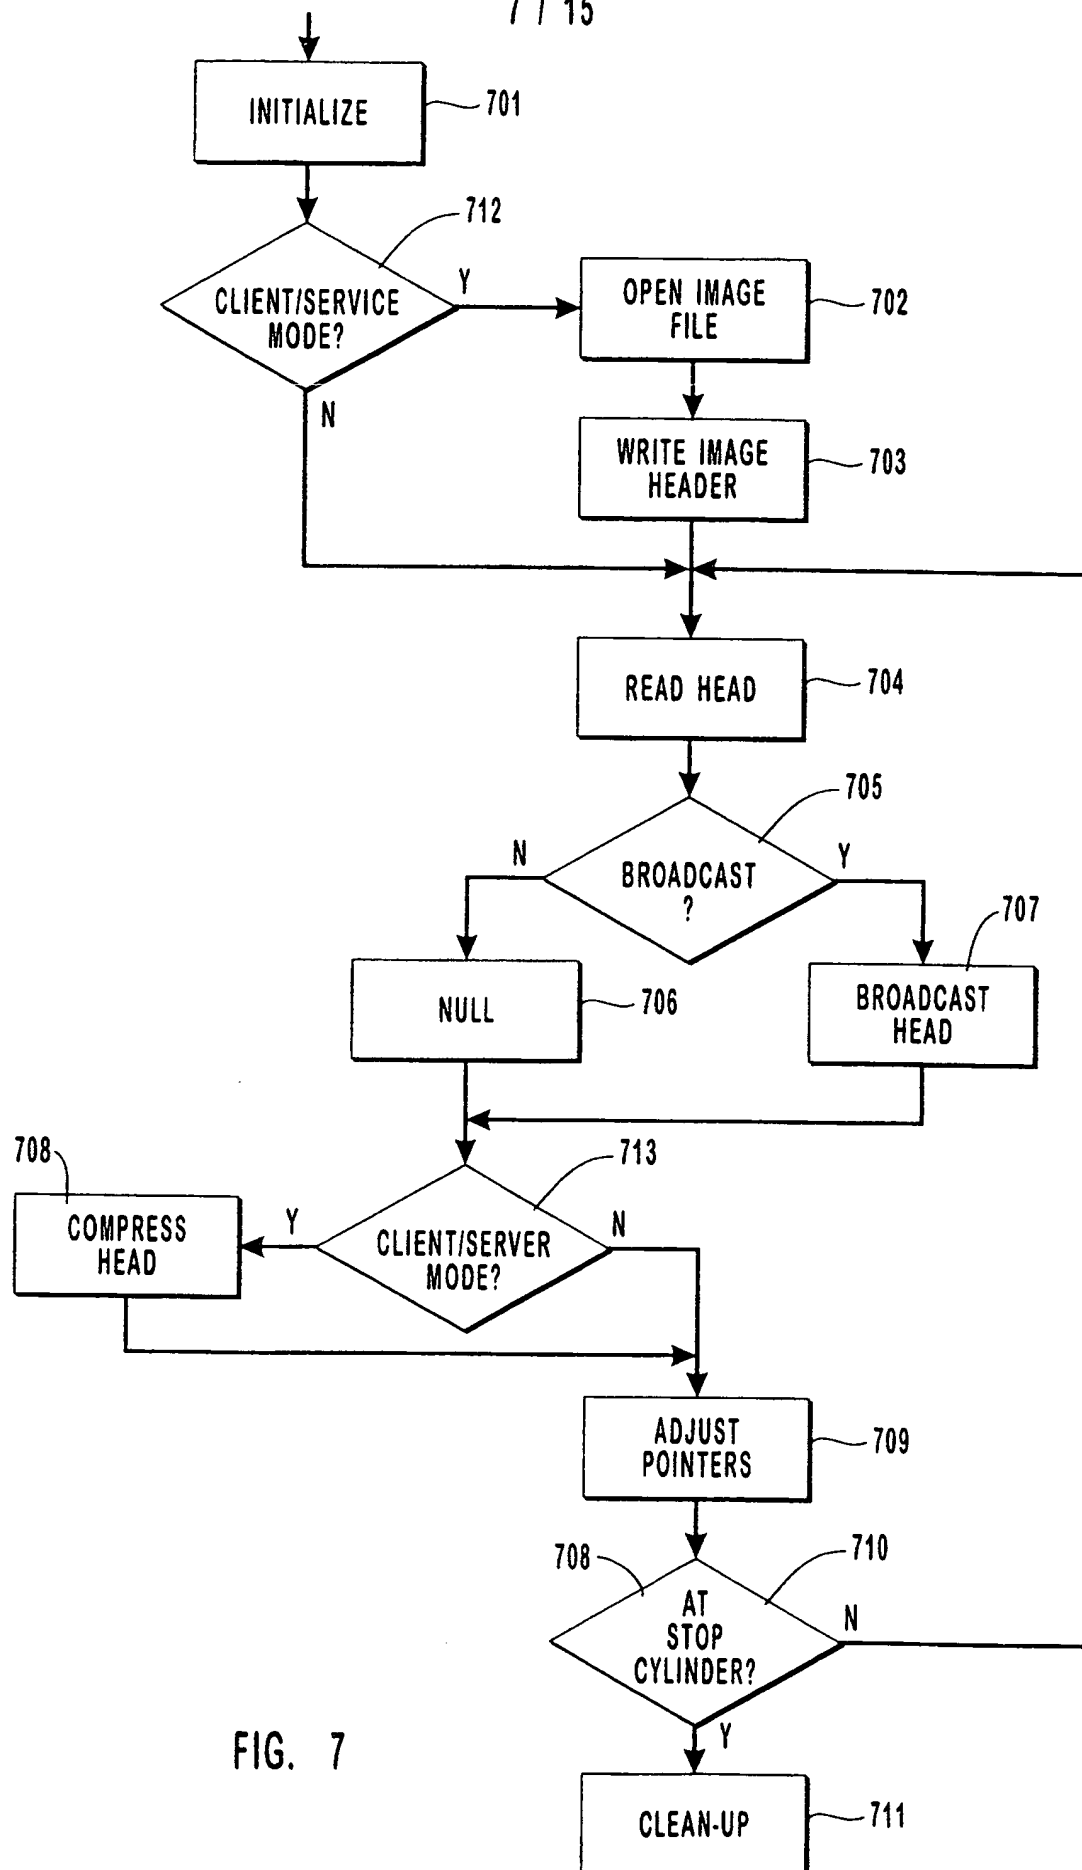 7 / 15
INITIALIZE
701
712
CLIENT/SERVICE
MODE?
Y
N
OPEN IMAGE
FILE
702
WRITE IMAGE
HEADER
703
READ HEAD
704
705
BROADCAST
?
N
Y
707
NULL
706
BROADCAST
HEAD
708
COMPRESS
HEAD
713
Y
CLIENT/SERVER
MODE?
N
ADJUST
POINTERS
709
708
710
AT
STOP
CYLINDER?
N
Y
FIG. 7
CLEAN-UP
711